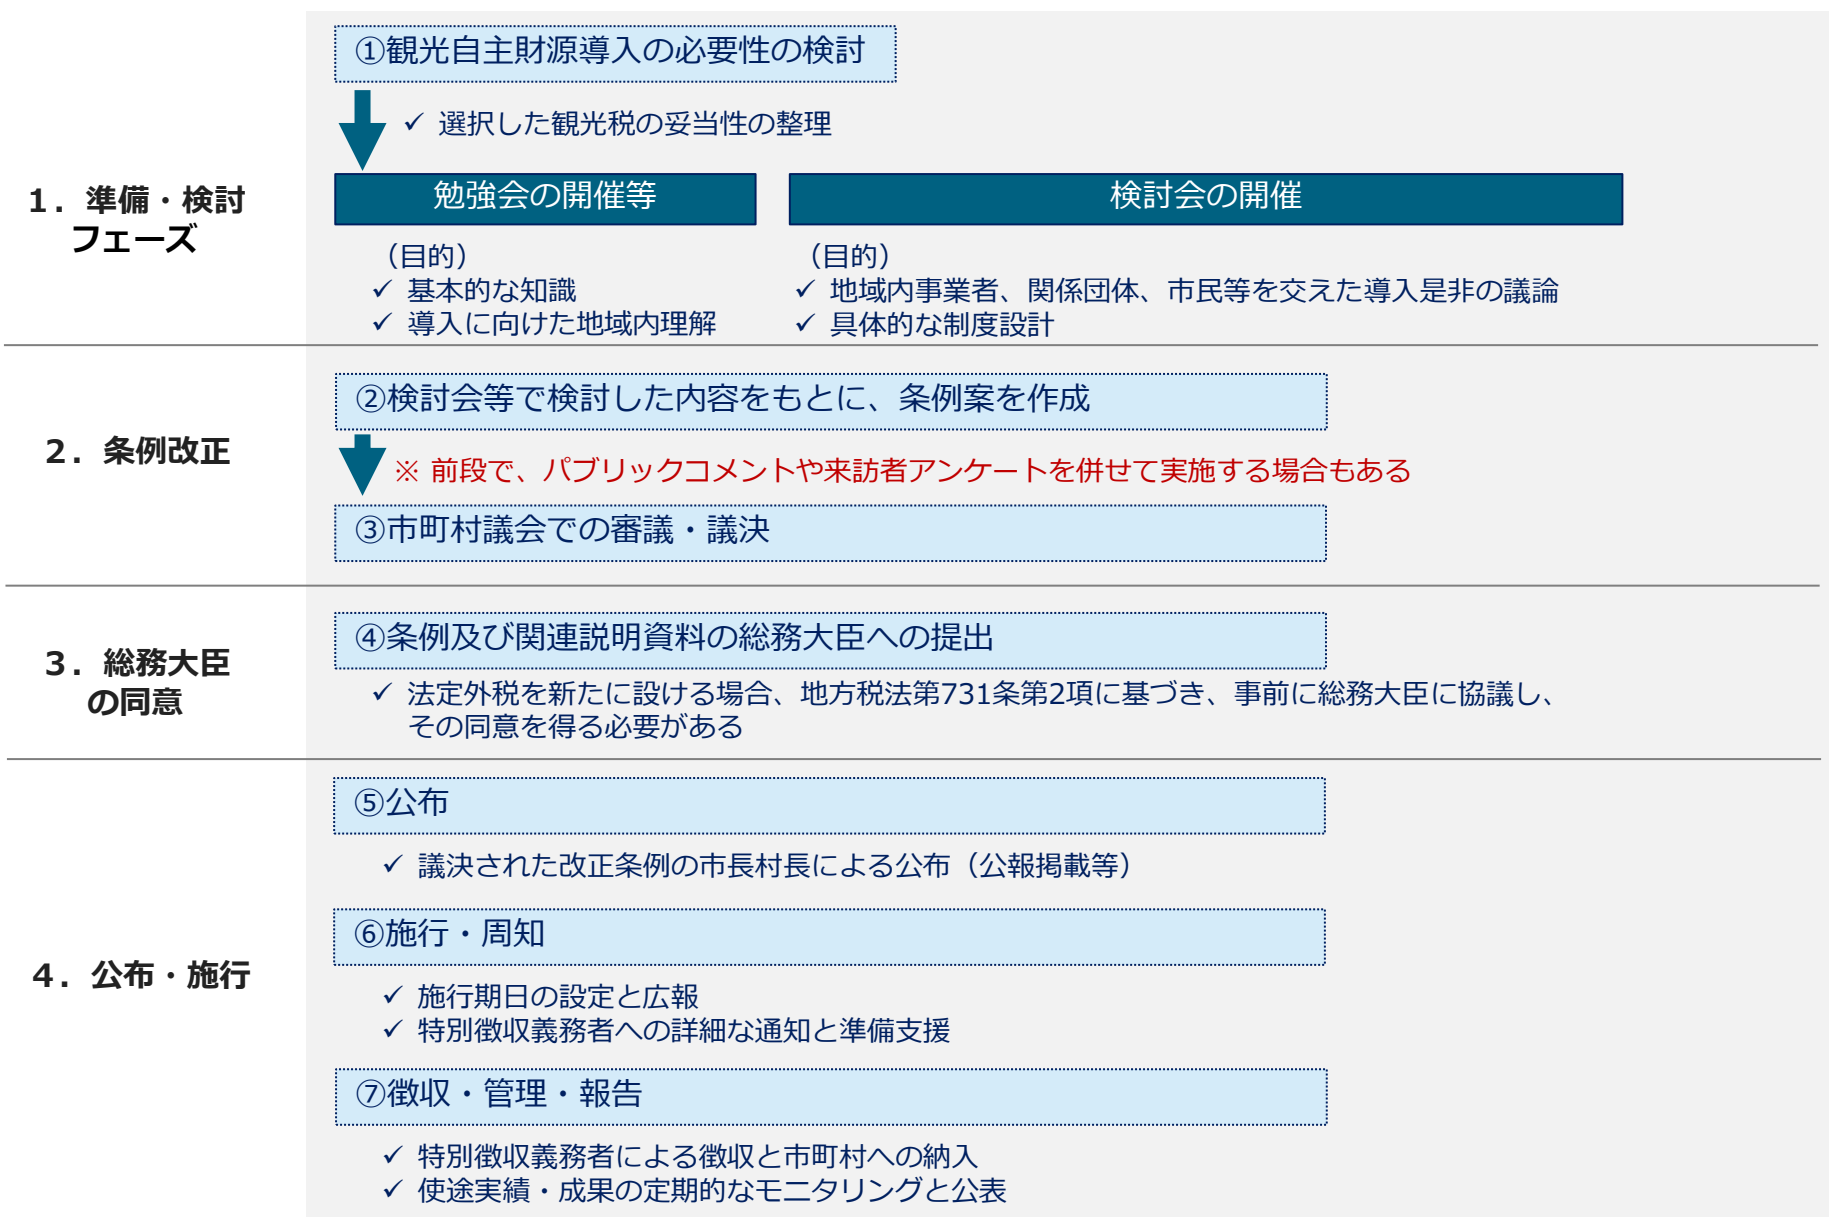 1．準備・検討
フェーズ
①観光自主財源導入の必要性の検討
✓ 選択した観光税の妥当性の整理
勉強会の開催等
（目的）
✓ 基本的な知識
✓ 導入に向けた地域内理解
検討会の開催
（目的）
✓ 地域内事業者、関係団体、市民等を交えた導入是非の議論
✓ 具体的な制度設計
2．条例改正
②検討会等で検討した内容をもとに、条例案を作成
※ 前段で、パブリックコメントや来訪者アンケートを併せて実施する場合もある
③市町村議会での審議・議決
3．総務大臣
の同意
④条例及び関連説明資料の総務大臣への提出
✓ 法定外税を新たに設ける場合、地方税法第731条第2項に基づき、事前に総務大臣に協議し、
その同意を得る必要がある
4．公布・施行
⑤公布
✓ 議決された改正条例の市長村長による公布（公報掲載等）
⑥施行・周知
✓ 施行期日の設定と広報
✓ 特別徴収義務者への詳細な通知と準備支援
⑦徴収・管理・報告
✓ 特別徴収義務者による徴収と市町村への納入
✓ 使途実績・成果の定期的なモニタリングと公表